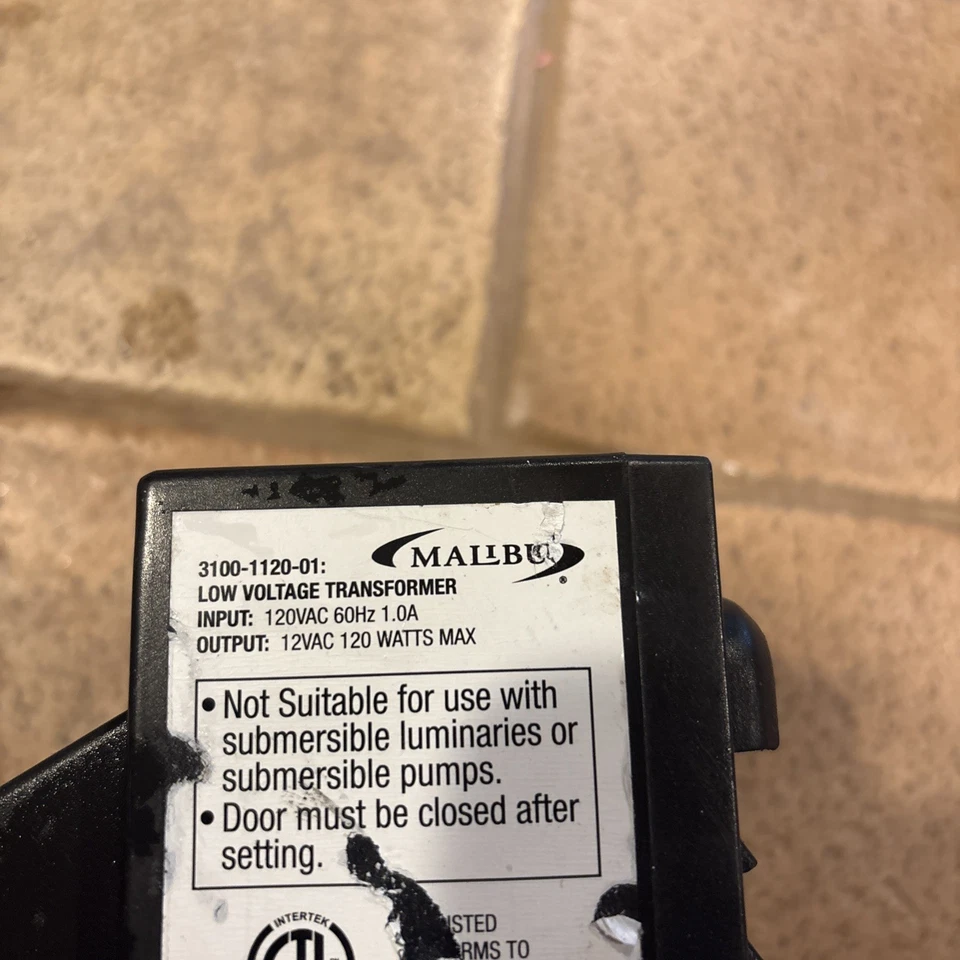 MALIBU
®
3100-1120-01:
LOW VOLTAGE TRANSFORMER
INPUT: 120VAC 60Hz 1.0A
OUTPUT: 12VAC 120 WATTS MAX
• Not Suitable for use with
submersible luminaries or
submersible pumps.
• Door must be closed after
setting.
INTERTEK